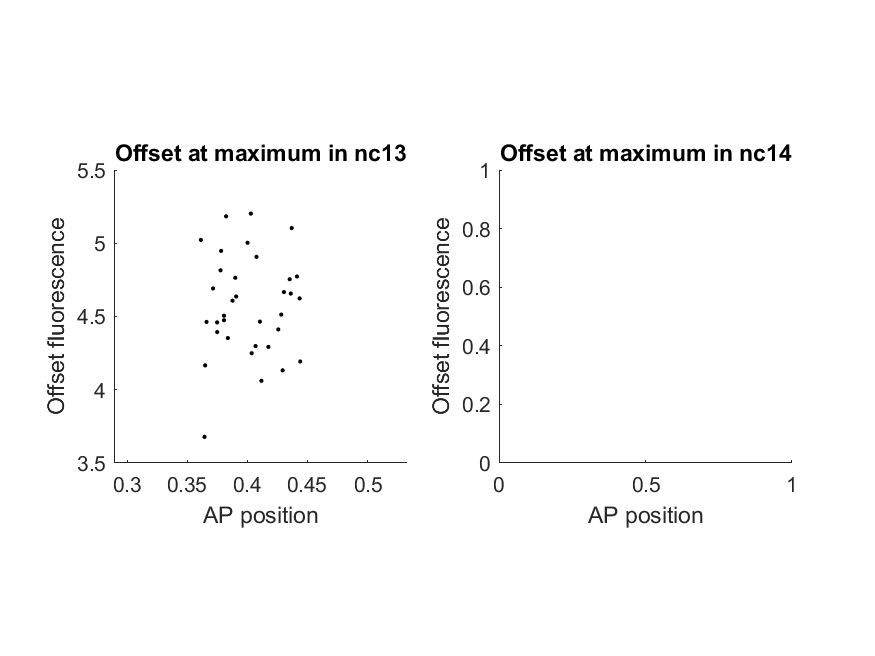 Offset at maximum in nc13
5.5
5
4.5
4
3.5
Offset fluorescence
0.3 0.35 0.4 0.45 0.5
AP position
Offset at maximum in nc14
1
0.8
0.6
0.4
0.2
0
Offset fluorescence
0 0.5 1
AP position